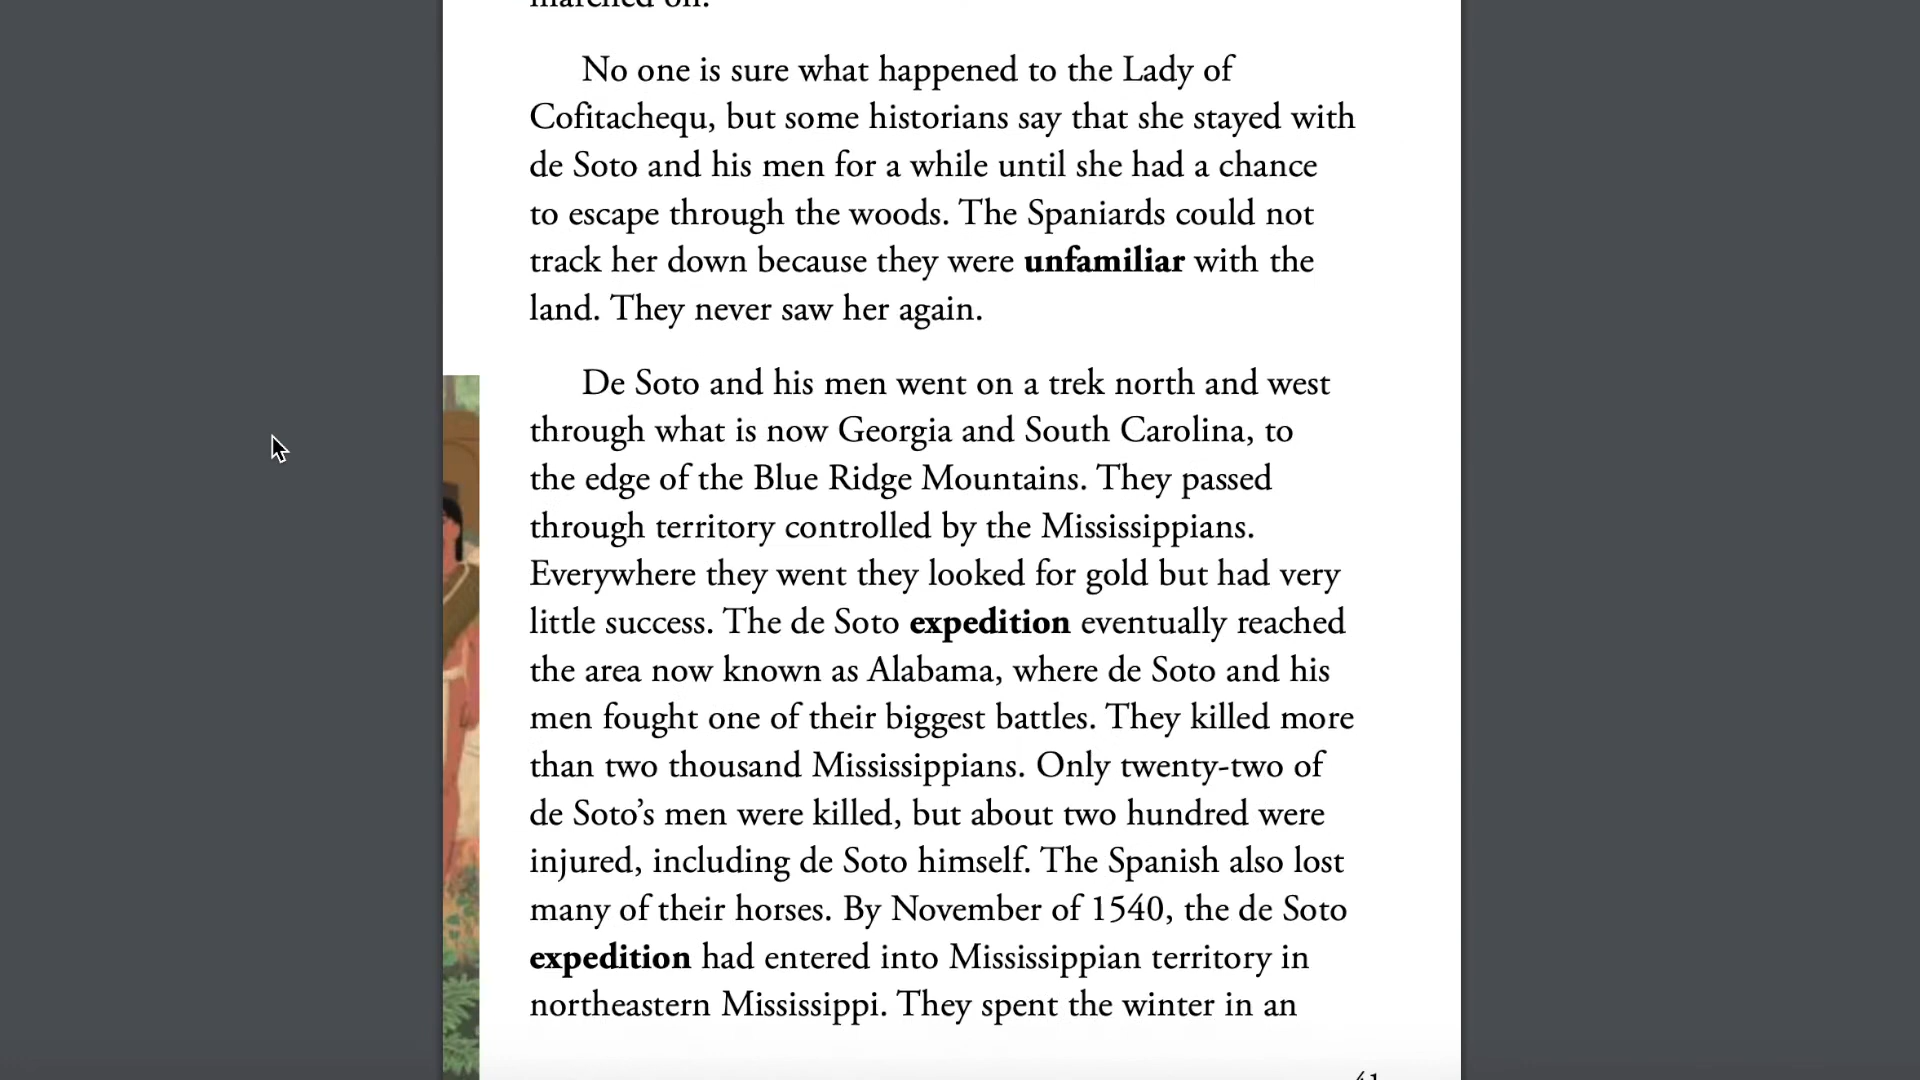 marched on.
No one is sure what happened to the Lady of
Cofitachequ, but some historians say that she stayed with
de Soto and his men for a while until she had a chance
to escape through the woods. The Spaniards could not
track her down because they were unfamiliar with the
land. They never saw her again.
De Soto and his men went on a trek north and west
through what is now Georgia and South Carolina, to
the edge of the Blue Ridge Mountains. They passed
through territory controlled by the Mississippians.
Everywhere they went they looked for gold but had very
little success. The de Soto expedition eventually reached
the area now known as Alabama, where de Soto and his
men fought one of their biggest battles. They killed more
than two thousand Mississippians. Only twenty-two of
de Soto’s men were killed, but about two hundred were
injured, including de Soto himself. The Spanish also lost
many of their horses. By November of 1540, the de Soto
expedition had entered into Mississippian territory in
northeastern Mississippi. They spent the winter in an